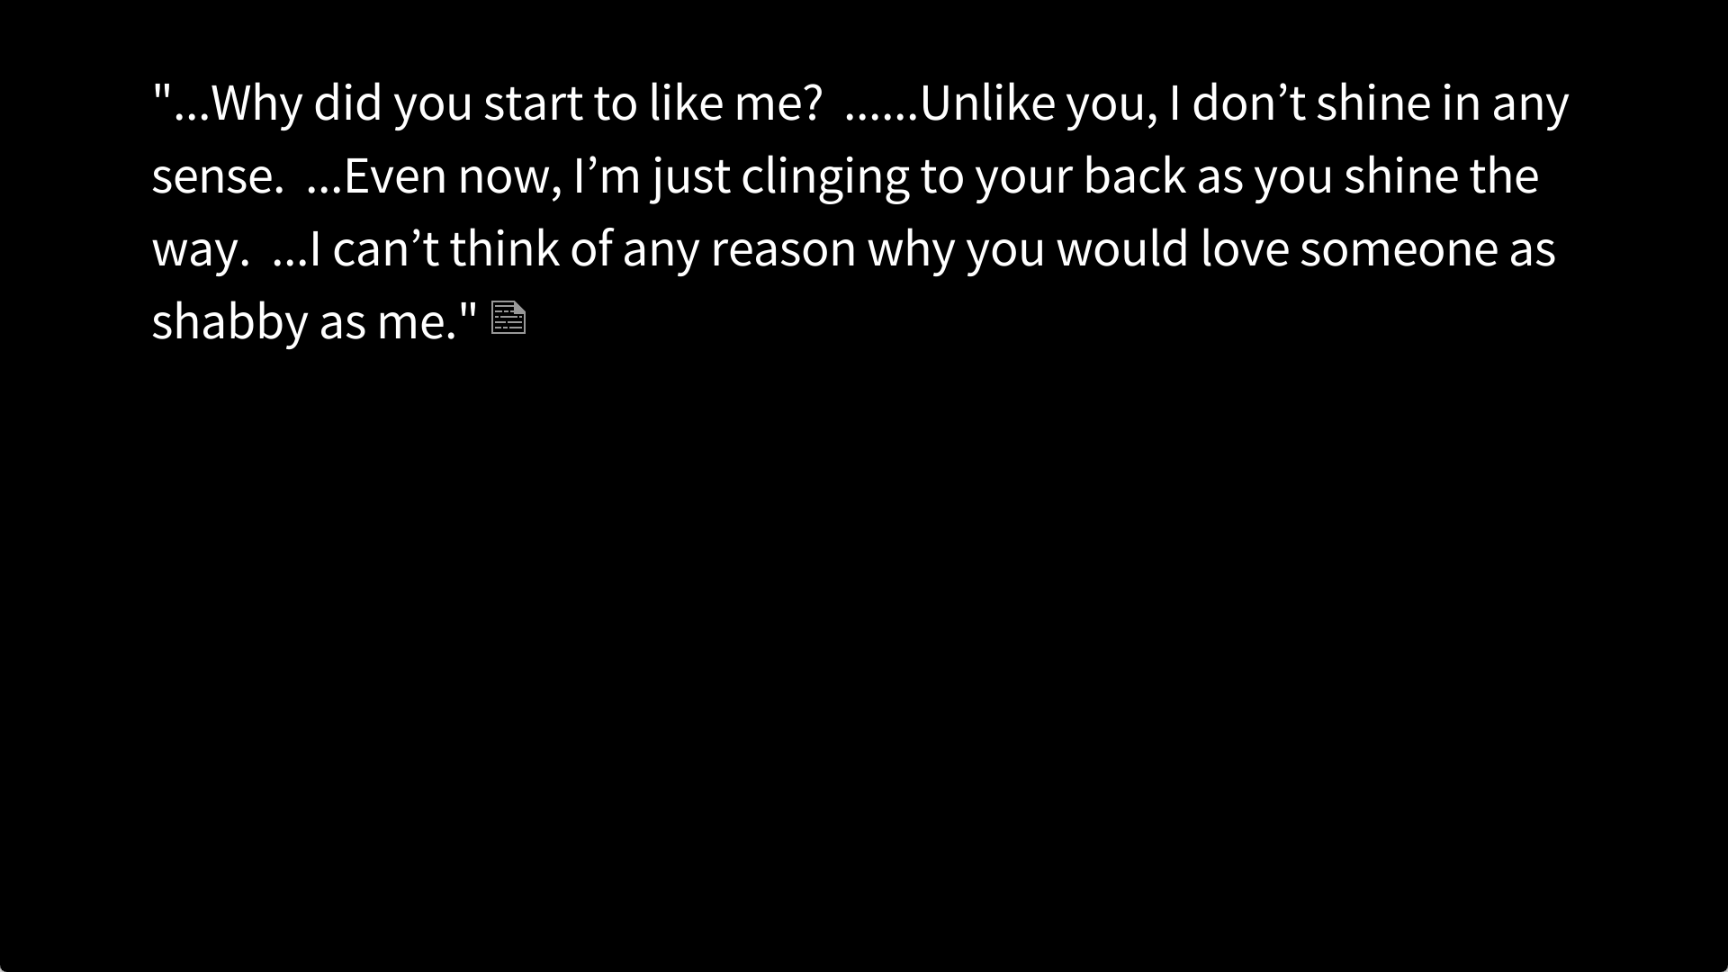 "...Why did you start to like me?  ......Unlike you, I don’t shine in any
sense.  ...Even now, I’m just clinging to your back as you shine the
way.  ...I can’t think of any reason why you would love someone as
shabby as me."